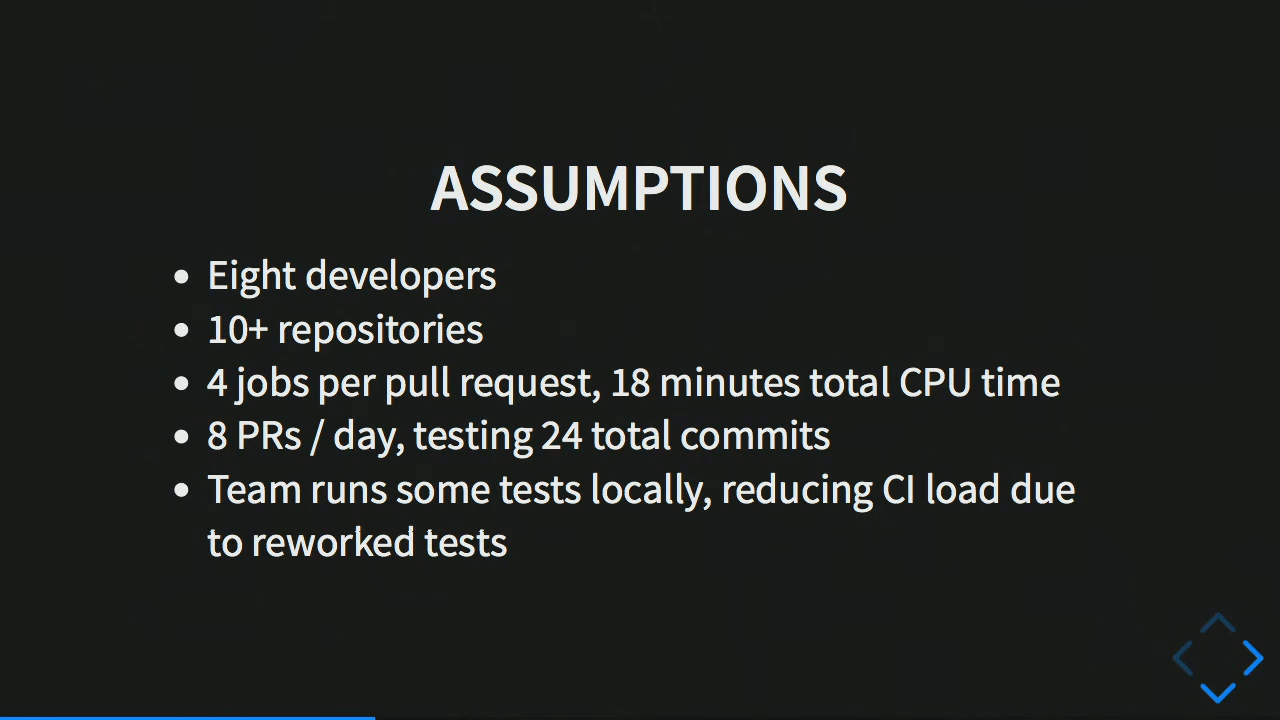 ASSUMPTIONS
• Eight developers
• 10+ repositories
• 4 jobs per pull request, 18 minutes total CPU time
• 8 PRs / day, testing 24 total commits
• Team runs some tests locally, reducing CI load due
to reworked tests